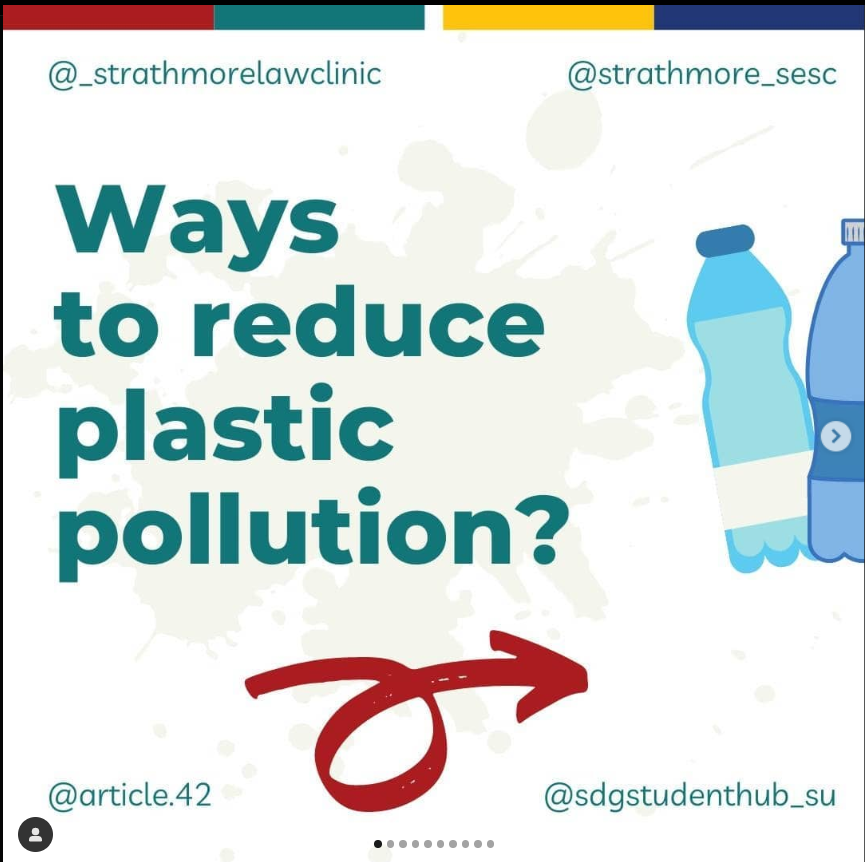 @_strathmorelawclinic
@strathmore_sesc
Ways
to reduce
plastic
pollution?
@article.42
@sdgstudenthub_su